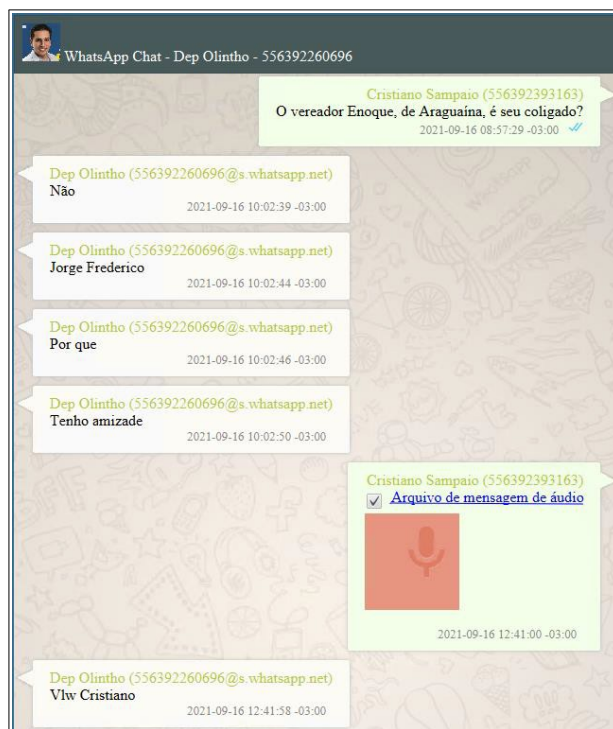 WhatsApp Chat - Dep Olintho - 556392260696
Cristiano Sampaio (556392393163)
O vereador Enoque, de Araguaína, é seu coligado?
2021-09-16 08:57:29 -03:00
Dep Olintho (556392260696@s.whatsapp.net)
Não
2021-09-16 10:02:39 -03:00
Dep Olintho (556392260696@s.whatsapp.net)
Jorge Frederico
2021-09-16 10:02:44 -03:00
Dep Olintho (556392260696@s.whatsapp.net)
Por que
2021-09-16 10:02:46 -03:00
Dep Olintho (556392260696@s.whatsapp.net)
Tenho amizade
2021-09-16 10:02:50 -03:00
Cristiano Sampaio (556392393163)
Arquivo de mensagem de áudio
2021-09-16 12:41:00 -03:00
Dep Olintho (556392260696@s.whatsapp.net)
Vlw Cristiano
2021-09-16 12:41:58 -03:00